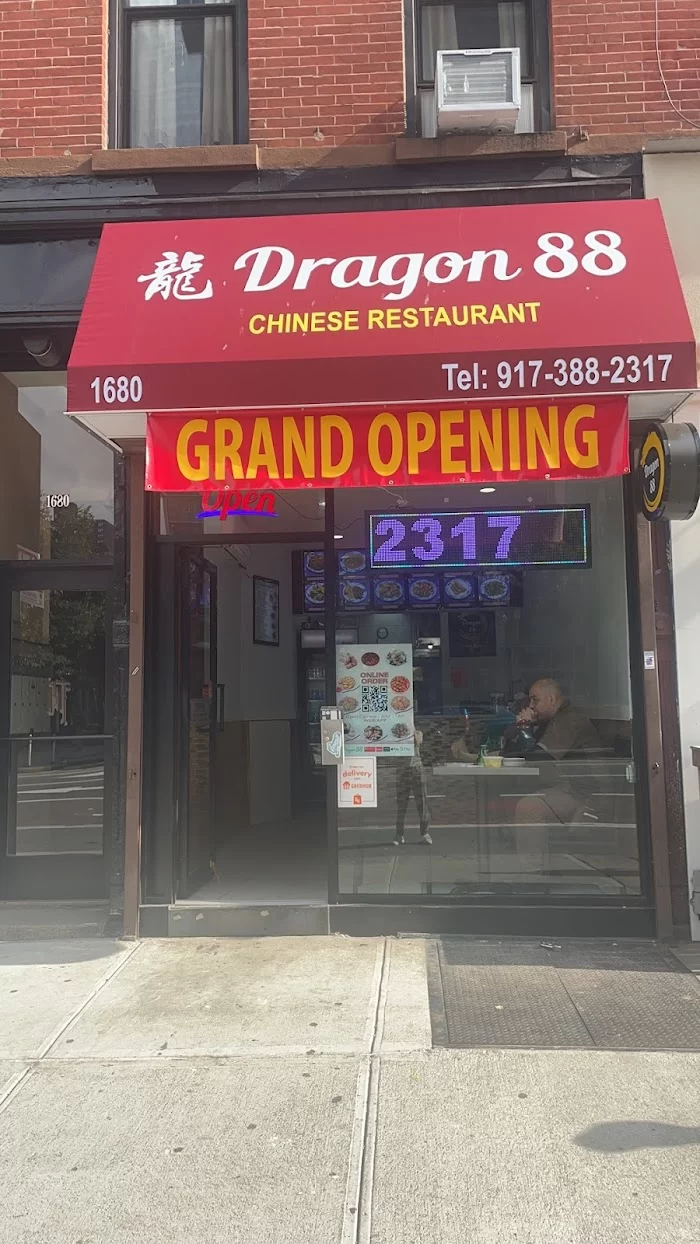 龍 Dragon 88
CHINESE RESTAURANT
1680
Tel: 917-388-2317
GRAND OPENING
Dragon
88
1680
Open
2317
ONLINE
ORDER
delivery
GRUBHUB